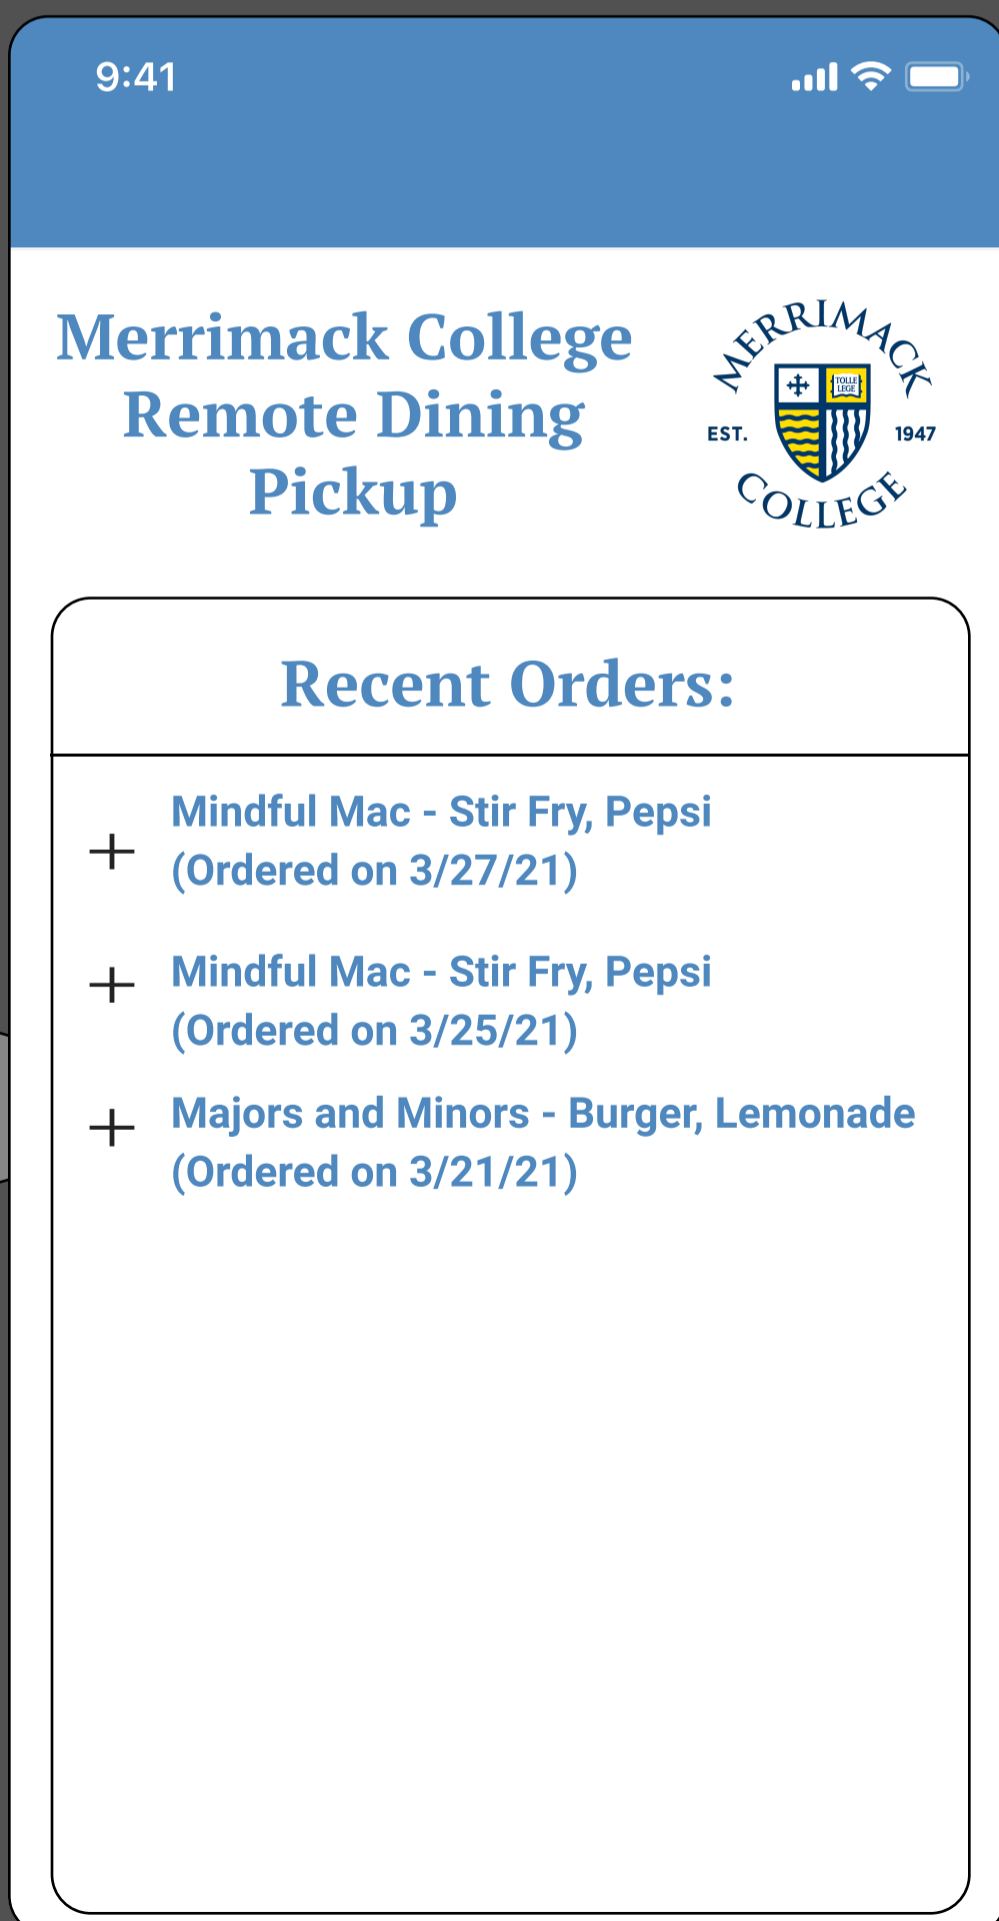 9:41
Merrimack College
Remote Dining
Pickup
MERRIMACK
TOLLE
LEGE
EST. 1947
COLLEGE
Recent Orders:
Mindful Mac - Stir Fry, Pepsi
(Ordered on 3/27/21)
Mindful Mac - Stir Fry, Pepsi
(Ordered on 3/25/21)
Majors and Minors - Burger, Lemonade
(Ordered on 3/21/21)